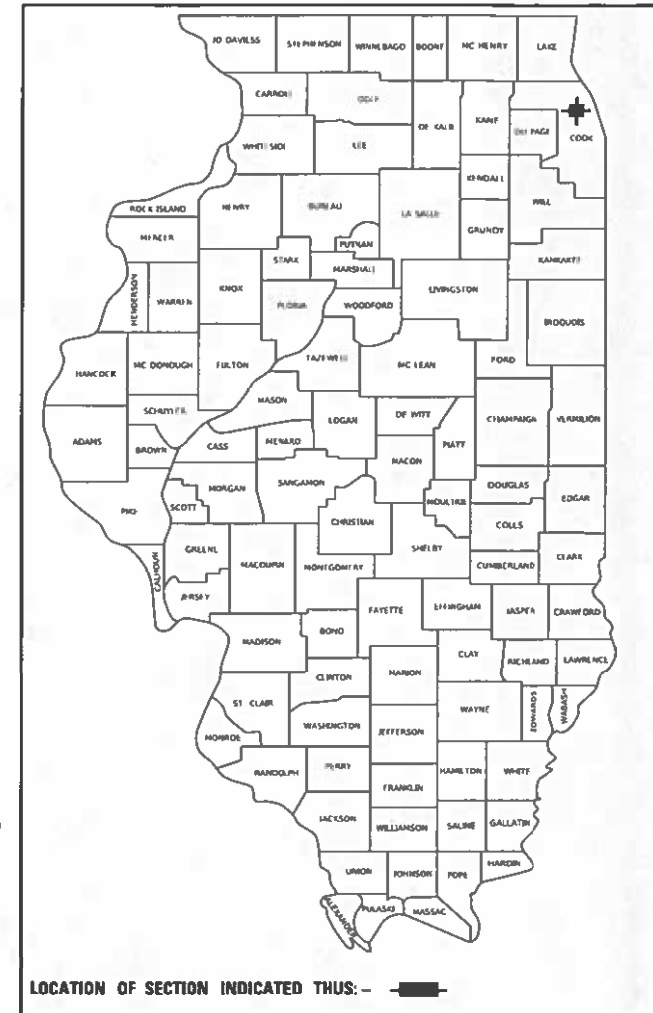 JO DAVIESS STEPHENSON WINNEBAGO BOONE MC HENRY LAKE
CARROLL OGLE DE KALB KANE DU PAGE COOK
WHITESIDE LEE
KENDALL WILL
ROCK ISLAND HENRY BUREAU LA SALLE GRUNDY
MERCER PUTNAM KANKAKEE
STARK MARSHALL
HENDERSON WARREN KNOX PEORIA WOODFORD LIVINGSTON IROQUOIS
HANCOCK MC DONOUGH FULTON TAZEWELL MC LEAN FORD
MASON
SCHUYLER LOGAN DE WITT CHAMPAIGN VERMILION
ADAMS BROWN CASS MENARD PIATT
MACON
PIKE SCOTT MORGAN SANGAMON MOULTRIE DOUGLAS EDGAR
CHRISTIAN COLES
CALHOUN GREENE MACOUPIN MONTGOMERY SHELBY CUMBERLAND CLARK
JERSEY
FAYETTE EFFINGHAM JASPER CRAWFORD
MADISON BOND
CLAY RICHLAND LAWRENCE
CLINTON MARION
ST. CLAIR WAYNE EDWARDS WABASH
WASHINGTON JEFFERSON
MONROE
RANDOLPH PERRY HAMILTON WHITE
FRANKLIN
JACKSON WILLIAMSON SALINE GALLATIN
UNION JOHNSON POPE HARDIN
ALEXANDER PULASKI MASSAC
LOCATION OF SECTION INDICATED THUS:-